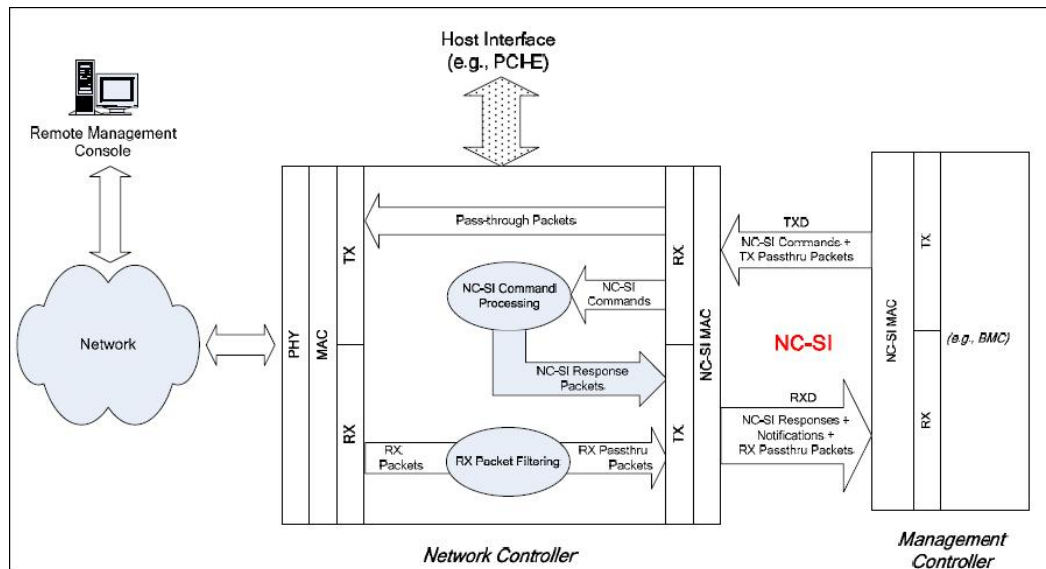 Host Interface
(e.g., PCI-E)
Remote Management
Console
Network
PHY
MAC
TX
RX
Pass-through Packets
NC-SI Command
Processing
NC-SI
Commands
NC-SI Response
Packets
RX
Packets
RX Packet Filtering
RX Passthru
Packets
RX
TX
NC-SI MAC
TXD
NC-SI Commands +
TX Passthru Packets
NC-SI
RXD
NC-SI Responses +
Notifications +
RX Passthru Packets
NC-SI MAC
TX
RX
(e.g., BMC)
Network Controller
Management
Controller